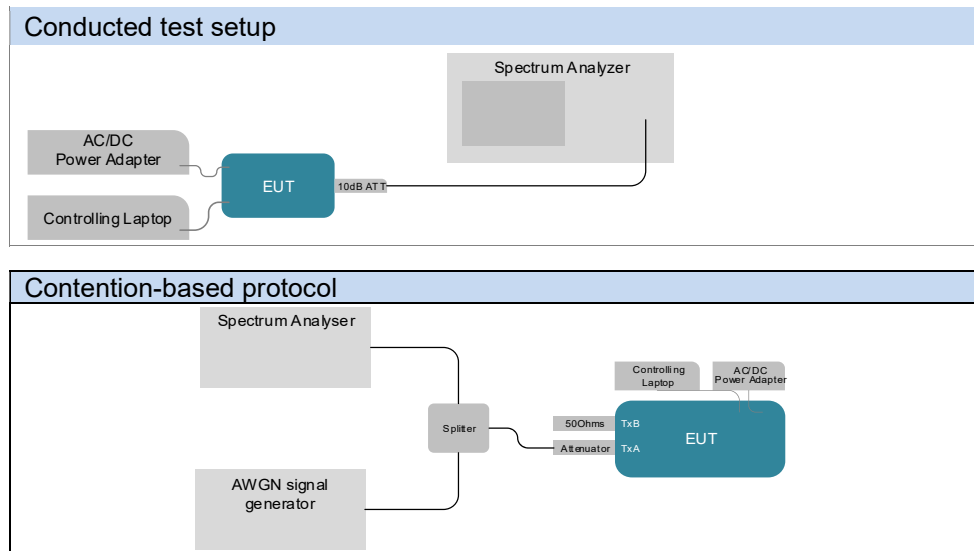 Conducted test setup
Spectrum Analyzer
AC/DC
Power Adapter
EUT
10dB ATT
Controlling Laptop
Contention-based protocol
Spectrum Analyser
Controlling
Laptop
AC/DC
Power Adapter
Splitter
50Ohms
TxB
EUT
Attenuator
TxA
AWGN signal
generator